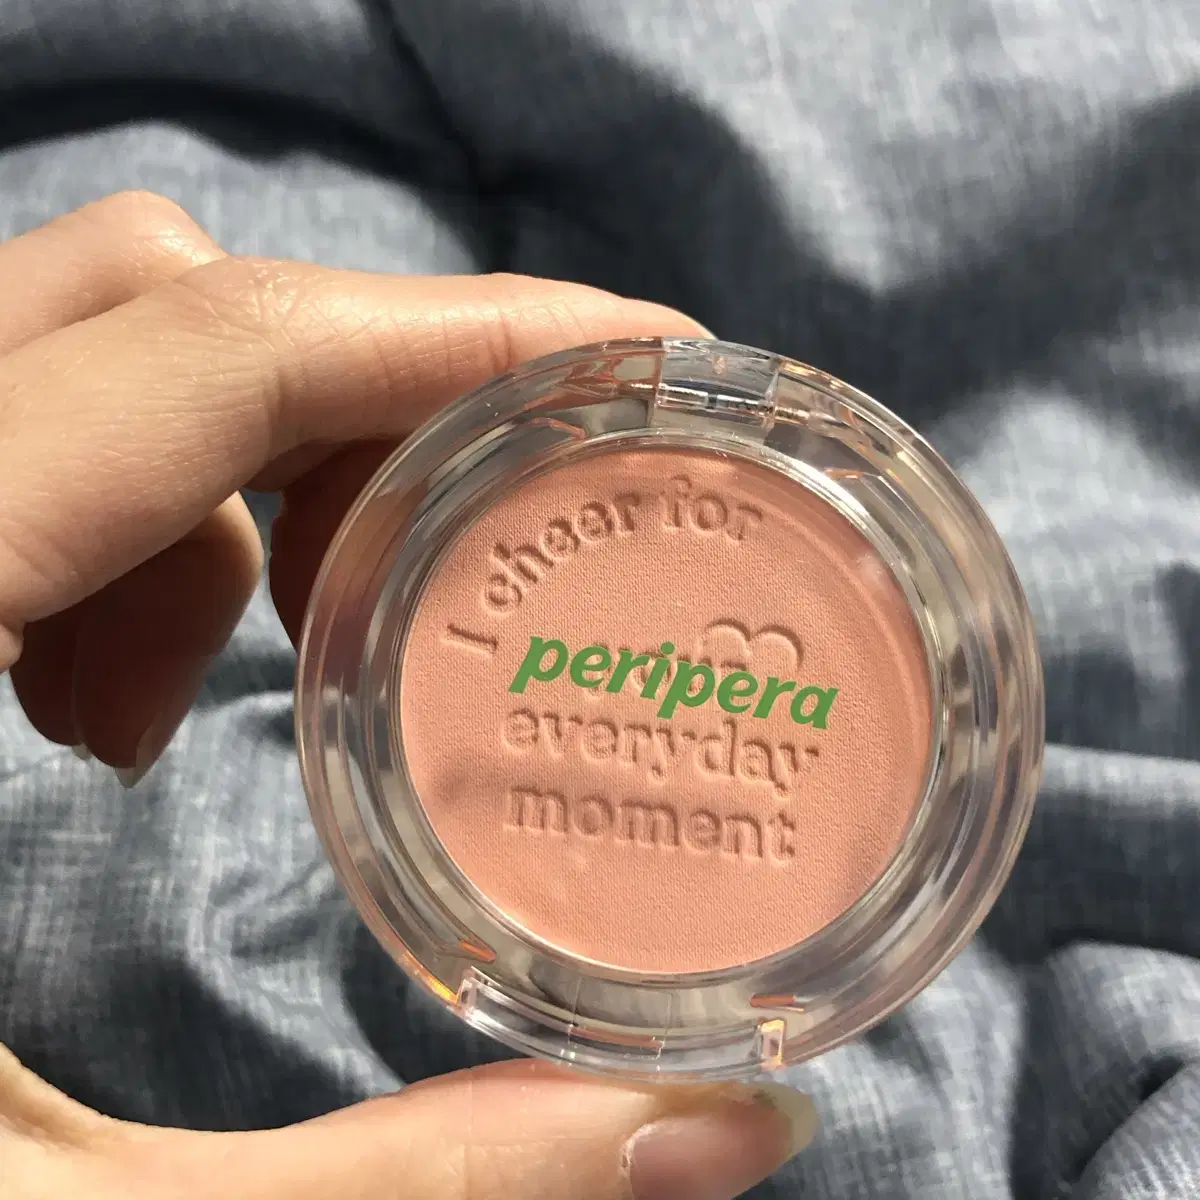 I cheer for
peripera
everyday
moment